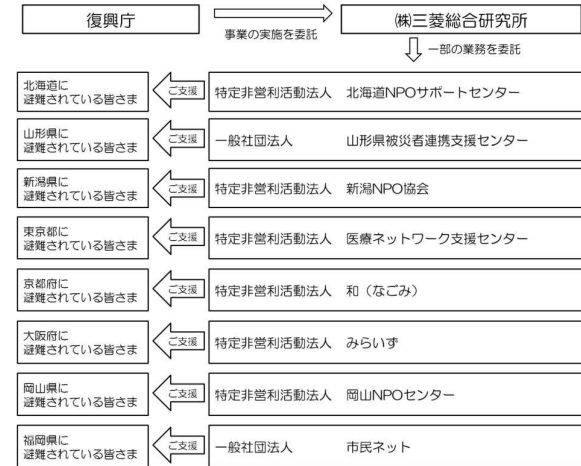 復興庁
事業の実施を委託
㈱三菱総合研究所
一部の業務を委託
北海道に
避難されている皆さま
ご支援
特定非営利活動法人 北海道NPOサポートセンター
山形県に
避難されている皆さま
ご支援
一般社団法人 山形県被災者連携支援センター
新潟県に
避難されている皆さま
ご支援
特定非営利活動法人 新潟NPO協会
東京都に
避難されている皆さま
ご支援
特定非営利活動法人 医療ネットワーク支援センター
京都府に
避難されている皆さま
ご支援
特定非営利活動法人 和（なごみ）
大阪府に
避難されている皆さま
ご支援
特定非営利活動法人 みらいず
岡山県に
避難されている皆さま
ご支援
特定非営利活動法人 岡山NPOセンター
福岡県に
避難されている皆さま
ご支援
一般社団法人 市民ネット